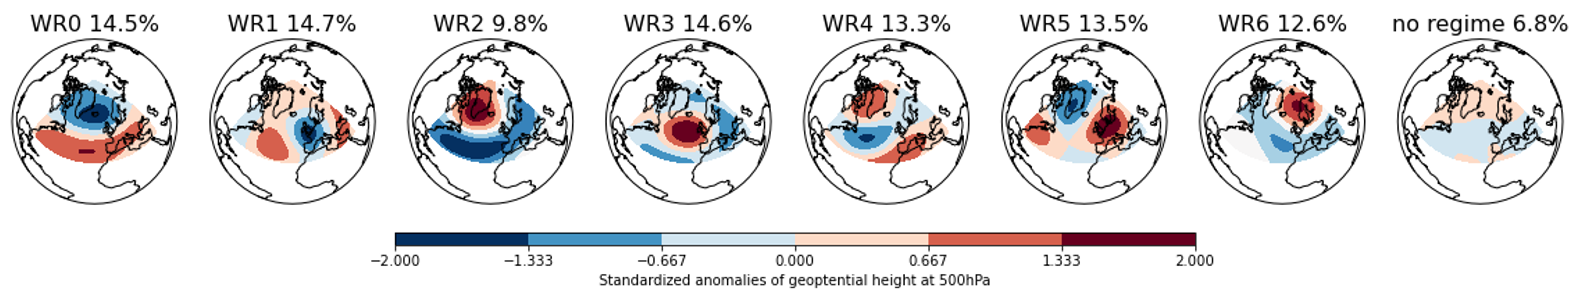 WR0 14.5%
WR1 14.7%
WR2 9.8%
WR3 14.6%
WR4 13.3%
WR5 13.5%
WR6 12.6%
no regime 6.8%
−2.000
−1.333
−0.667
0.000
0.667
1.333
2.000
Standardized anomalies of geoptential height at 500hPa